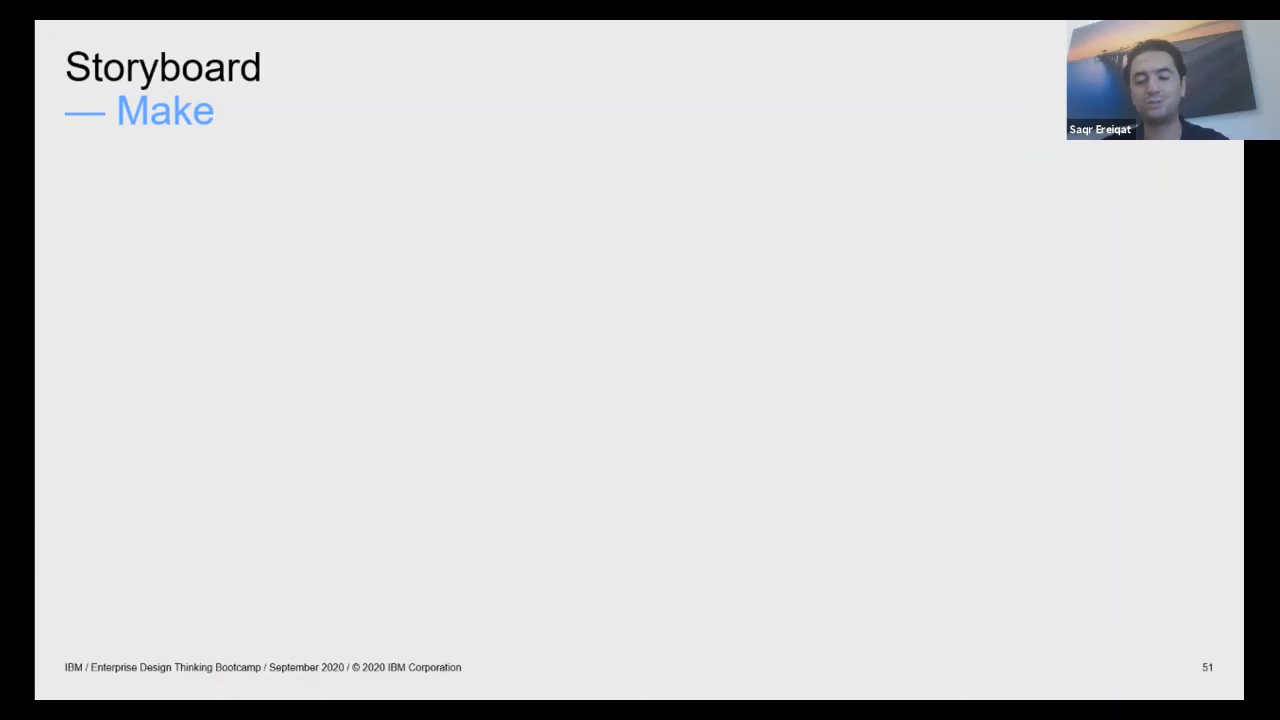 Storyboard
— Make
Saqr Ereiqat
IBM / Enterprise Design Thinking Bootcamp / September 2020 / © 2020 IBM Corporation
51